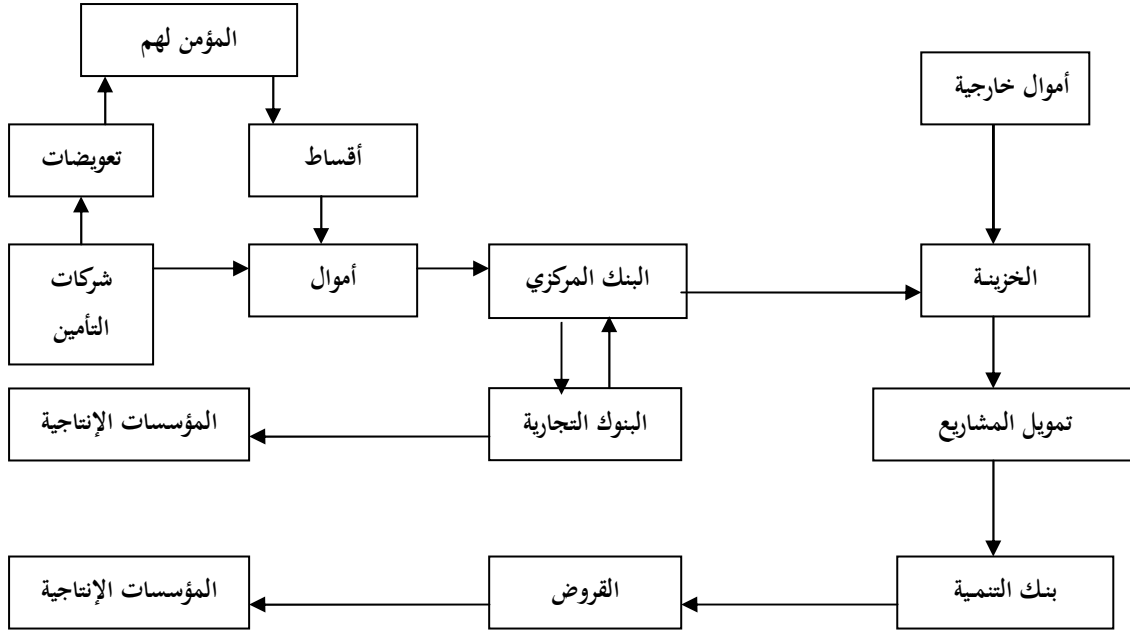 المؤمن لهم
أموال خارجية
تعويضات
أقساط
شركات
التأمين
أموال
البنك المركزي
الخزينة
المؤسسات الإنتاجية
البنوك التجارية
تمويل المشاريع
المؤسسات الإنتاجية
القروض
بنك التنمية